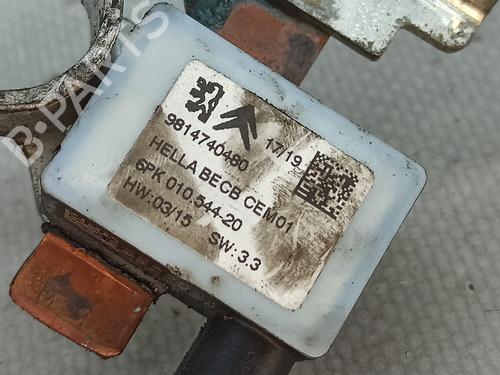 17/19
9814740480
HELLA BECB CEM01
6PK 010.544-20
HW: 03/15 SW: 3.3
B-PARTS